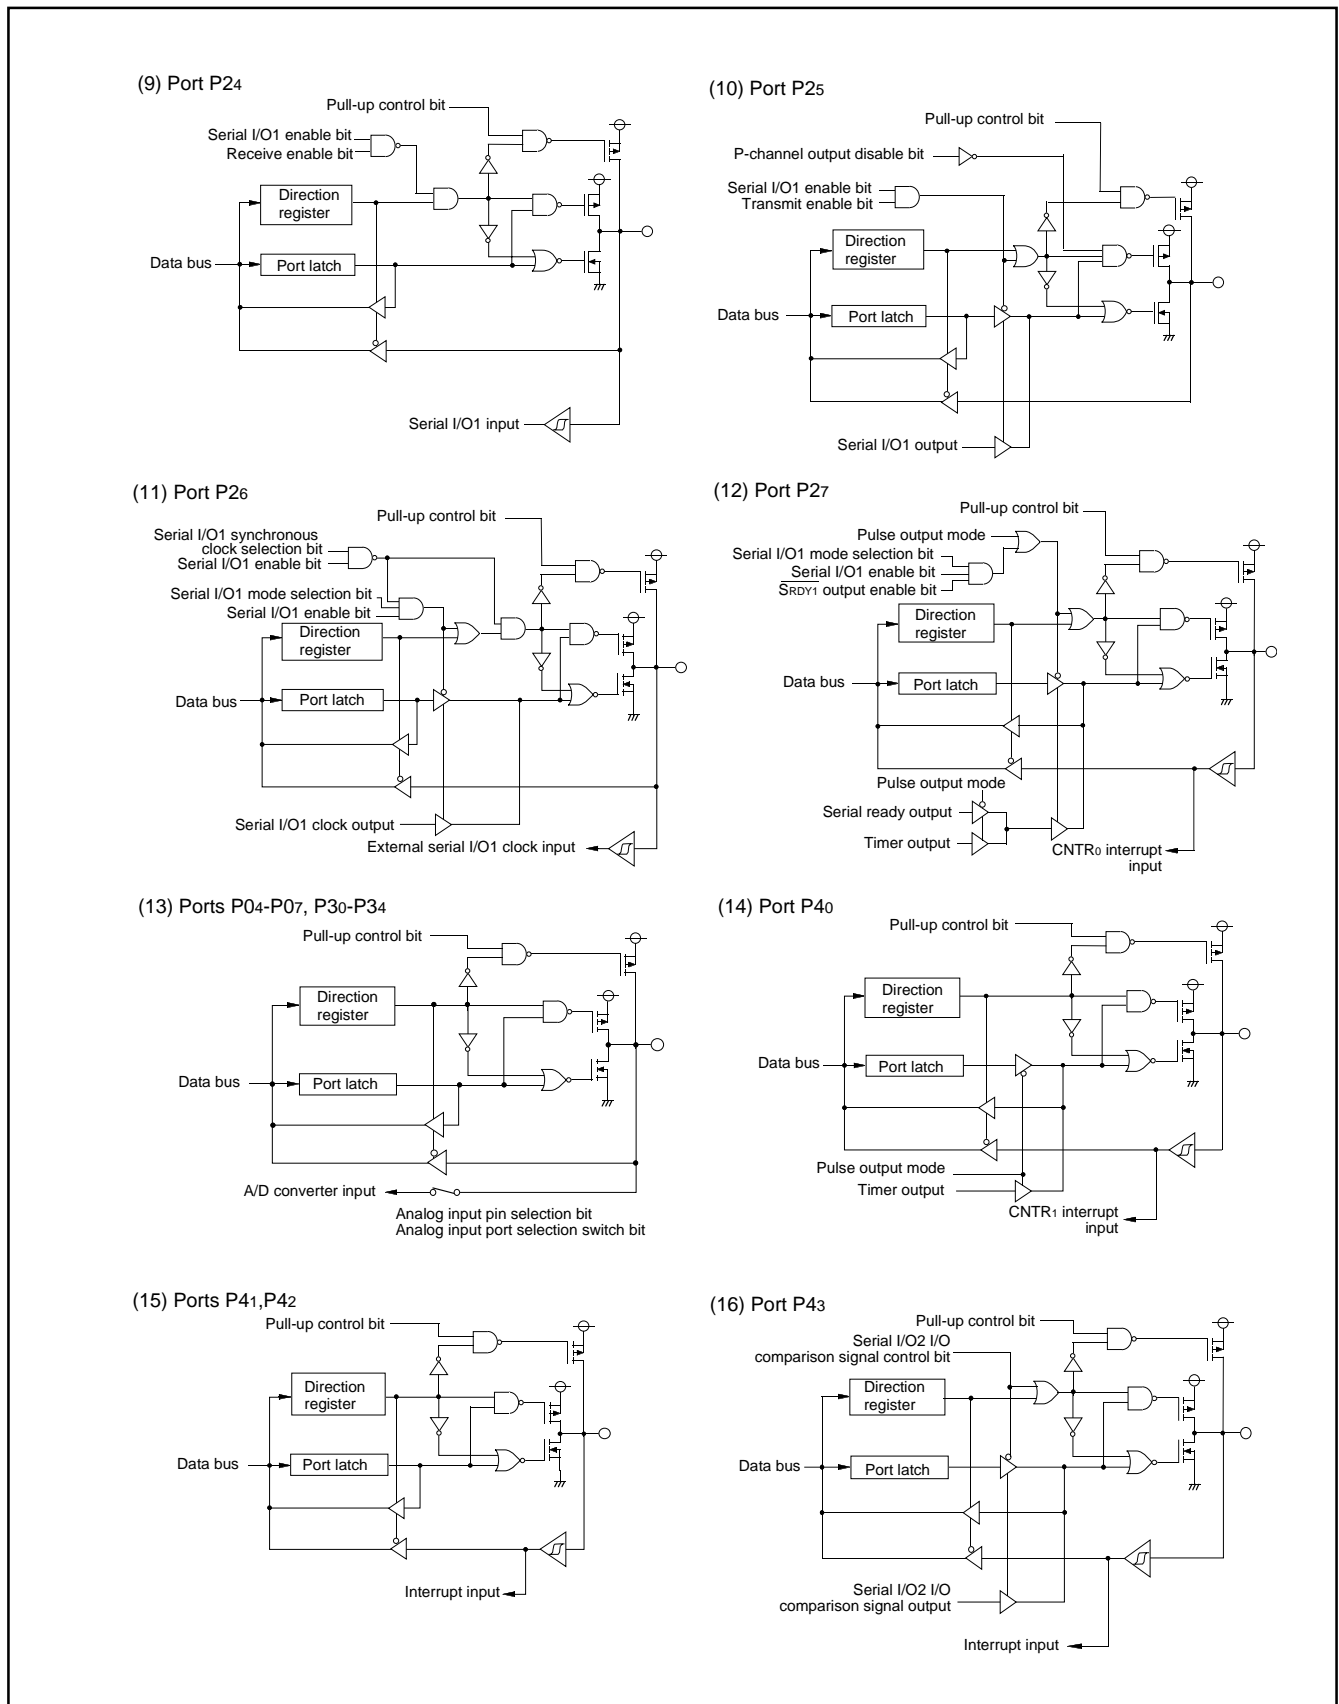 (9) Port P24
Pull-up control bit
Serial I/O1 enable bit
Receive enable bit
Direction
register
Data bus
Port latch
Serial I/O1 input
(10) Port P25
Pull-up control bit
P-channel output disable bit
Serial I/O1 enable bit
Transmit enable bit
Direction
register
Data bus
Port latch
Serial I/O1 output
(11) Port P26
Pull-up control bit
Serial I/O1 synchronous
clock selection bit
Serial I/O1 enable bit
Serial I/O1 mode selection bit
Serial I/O1 enable bit
Direction
register
Data bus
Port latch
Serial I/O1 clock output
External serial I/O1 clock input
(12) Port P27
Pull-up control bit
Pulse output mode
Serial I/O1 mode selection bit
Serial I/O1 enable bit
SRDY1 output enable bit
Direction
register
Data bus
Port latch
Pulse output mode
Serial ready output
Timer output
CNTR0 interrupt
input
(13) Ports P04-P07, P30-P34
Pull-up control bit
Direction
register
Data bus
Port latch
A/D converter input
Analog input pin selection bit
Analog input port selection switch bit
(14) Port P40
Pull-up control bit
Direction
register
Data bus
Port latch
Pulse output mode
Timer output
CNTR1 interrupt
input
(15) Ports P41,P42
Pull-up control bit
Direction
register
Data bus
Port latch
Interrupt input
(16) Port P43
Pull-up control bit
Serial I/O2 I/O
comparison signal control bit
Direction
register
Data bus
Port latch
Serial I/O2 I/O
comparison signal output
Interrupt input